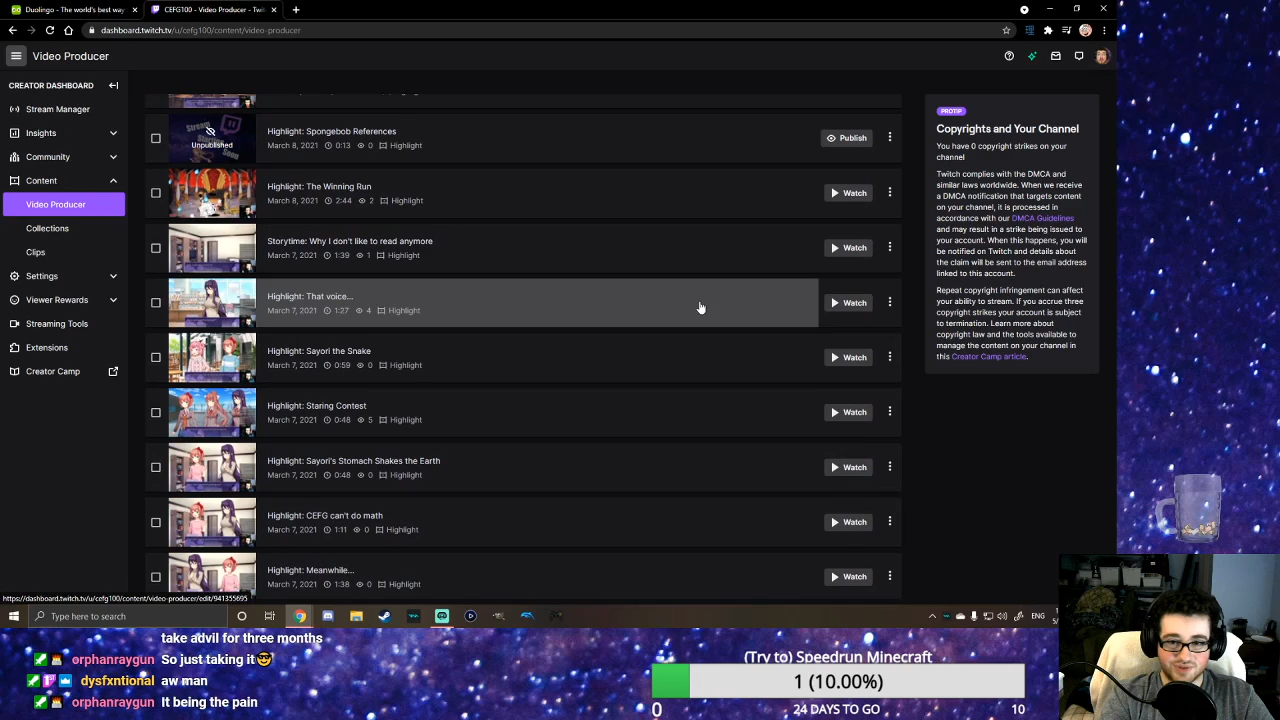 Duolingo - The world's best way
CEFG100 - Video Producer - Twit
dashboard.twitch.tv/u/cefg100/content/video-producer
Video Producer
CREATOR DASHBOARD
Stream Manager
Insights
Community
Content
Video Producer
Collections
Clips
Settings
Viewer Rewards
Streaming Tools
Extensions
Creator Camp
Unpublished
Highlight: Spongebob References
March 8, 2021 0:13 0 Highlight
Publish
Highlight: The Winning Run
March 8, 2021 2:44 2 Highlight
Watch
Storytime: Why I don't like to read anymore
March 7, 2021 1:39 1 Highlight
Watch
Highlight: That voice...
March 7, 2021 1:27 4 Highlight
Watch
Highlight: Sayori the Snake
March 7, 2021 0:59 0 Highlight
Watch
Highlight: Staring Contest
March 7, 2021 0:48 5 Highlight
Watch
Highlight: Sayori's Stomach Shakes the Earth
March 7, 2021 0:48 0 Highlight
Watch
Highlight: CEFG can't do math
March 7, 2021 1:11 0 Highlight
Watch
Highlight: Meanwhile...
March 7, 2021 1:38 0 Highlight
Watch
PROTIP
Copyrights and Your Channel
You have 0 copyright strikes on your
channel
Twitch complies with the DMCA and
similar laws worldwide. When we receive
a DMCA notification that targets content
on your channel, it is processed in
accordance with our DMCA Guidelines
and may result in a strike being issued to
your account. When this happens, you will
be notified on Twitch and details about
the claim will be sent to the email address
linked to this account.
Repeat copyright infringement can affect
your ability to stream. If you accrue three
copyright strikes your account is subject
to termination. Learn more about
copyright law and the tools available to
manage the content on your channel in
this Creator Camp article.
https://dashboard.twitch.tv/u/cefg100/content/video-producer/edit/941355695
Type here to search
ENG
take advil for three months
orphanraygun So just taking it😎
dysfxntional aw man
orphanraygun It being the pain
(Try to) Speedrun Minecraft
1 (10.00%)
0
24 DAYS TO GO
10